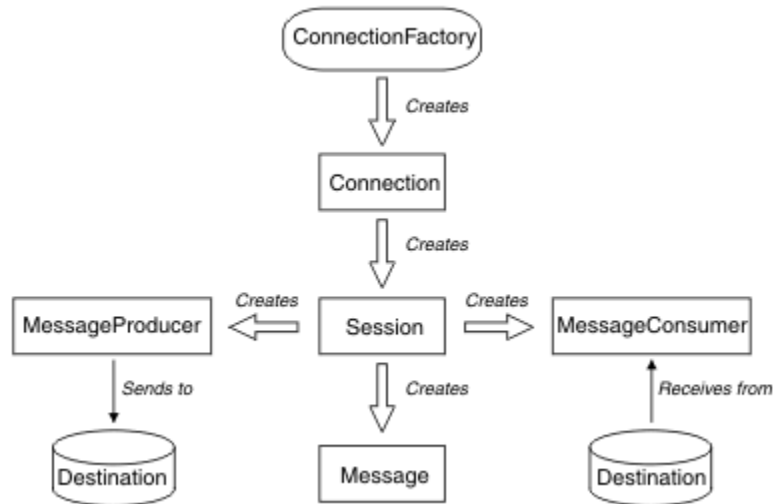 ConnectionFactory
Creates
Connection
Creates
Creates
Creates
MessageProducer
Session
MessageConsumer
Sends to
Creates
Receives from
Destination
Message
Destination